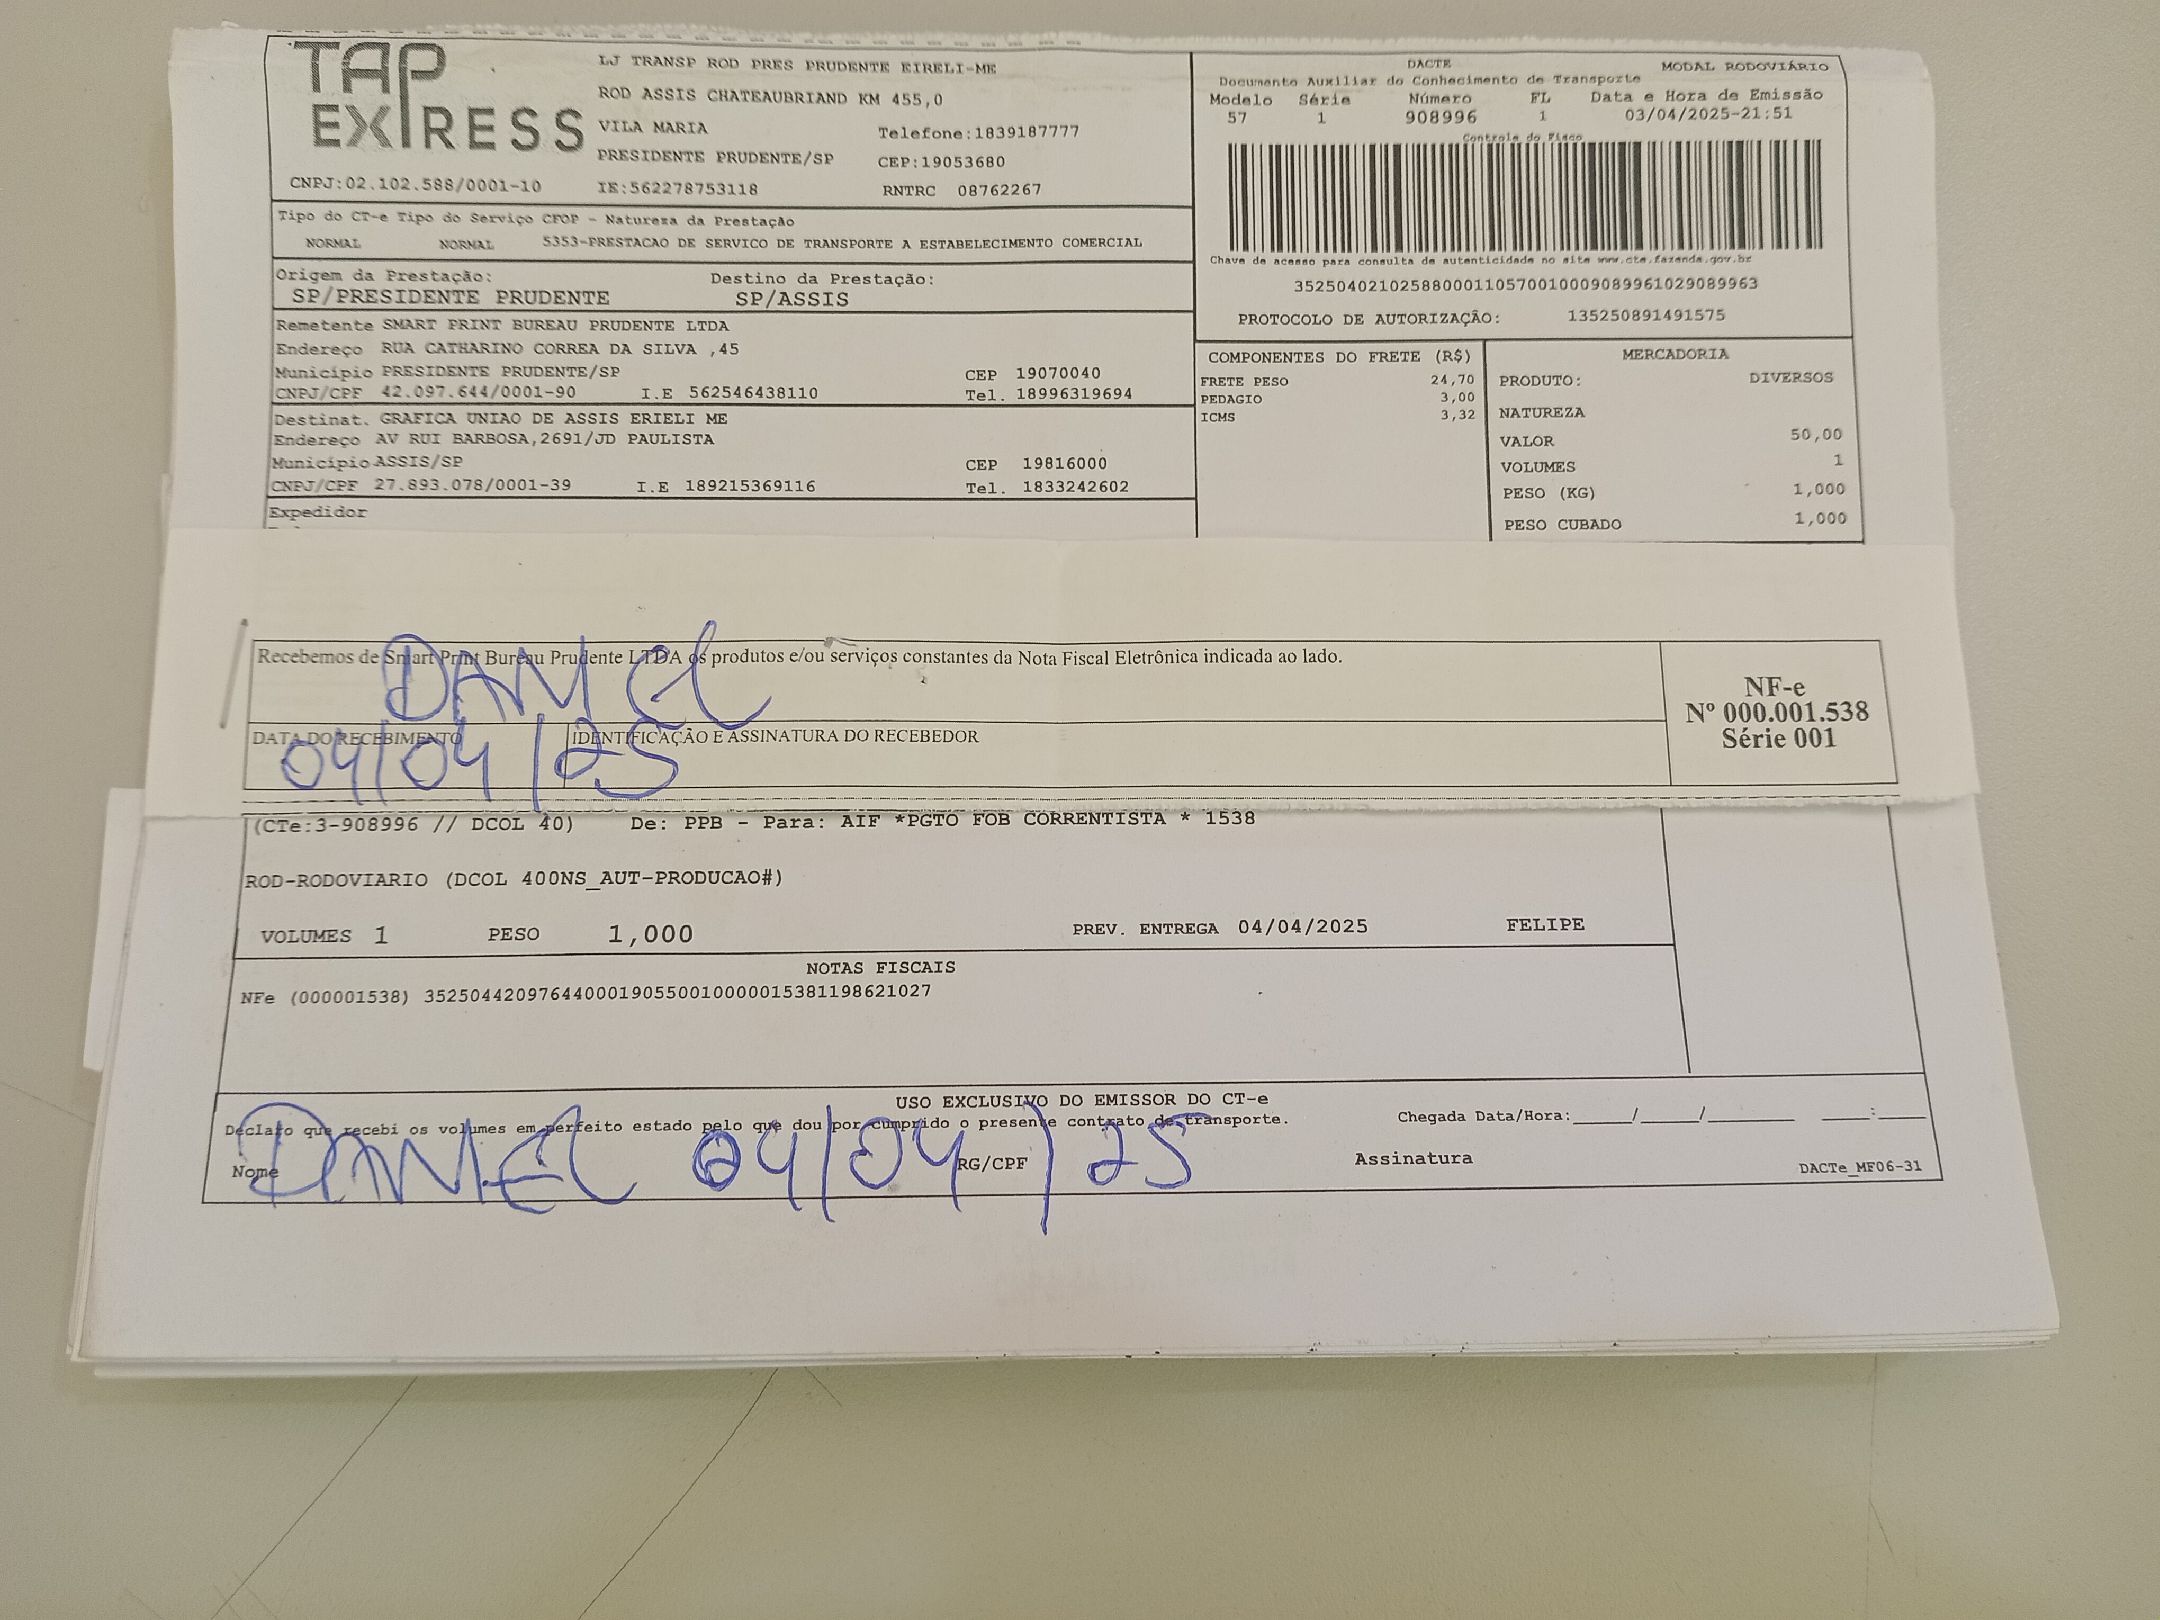 TAP EXPRESS
LJ TRANSP ROD PRES PRUDENTE EIRELI-ME
ROD ASSIS CHATEAUBRIAND KM 455,0
VILA MARIA Telefone:1839187777
PRESIDENTE PRUDENTE/SP CEP:19053680
CNPJ:02.102.588/0001-10 IE:562278753118 RNTRC 08762267
DACTE MODAL RODOVIÁRIO
Documento Auxiliar do Conhecimento de Transporte
Modelo Série Número FL Data e Hora de Emissão
57 1 908996 1 03/04/2025-21:51
Controle do Fisco
Chave de acesso para consulta de autenticidade no site www.cte.fazenda.gov.br
35250402102588000110570010009089961029089963
PROTOCOLO DE AUTORIZAÇÃO: 135250891491575
Tipo do CT-e Tipo do Serviço CFOP - Natureza da Prestação
NORMAL NORMAL 5353-PRESTACAO DE SERVICO DE TRANSPORTE A ESTABELECIMENTO COMERCIAL
Origem da Prestação: Destino da Prestação:
SP/PRESIDENTE PRUDENTE SP/ASSIS
Remetente SMART PRINT BUREAU PRUDENTE LTDA
Endereço RUA CATHARINO CORREA DA SILVA ,45
Município PRESIDENTE PRUDENTE/SP CEP 19070040
CNPJ/CPF 42.097.644/0001-90 I.E 562546438110 Tel. 18996319694
Destinat. GRAFICA UNIAO DE ASSIS ERIELI ME
Endereço AV RUI BARBOSA,2691/JD PAULISTA
Município ASSIS/SP CEP 19816000
CNPJ/CPF 27.893.078/0001-39 I.E 189215369116 Tel. 1833242602
Expedidor
COMPONENTES DO FRETE (R$)
FRETE PESO 24,70
PEDAGIO 3,00
ICMS 3,32
MERCADORIA
PRODUTO: DIVERSOS
NATUREZA
VALOR 50,00
VOLUMES 1
PESO (KG) 1,000
PESO CUBADO 1,000
Recebemos de Smart Print Bureau Prudente LTDA os produtos e/ou serviços constantes da Nota Fiscal Eletrônica indicada ao lado.
DANIEL
DATA DO RECEBIMENTO IDENTIFICAÇÃO E ASSINATURA DO RECEBEDOR
04/04/25
NF-e
Nº 000.001.538
Série 001
(CTe:3-908996 // DCOL 40) De: PPB - Para: AIF *PGTO FOB CORRENTISTA * 1538
ROD-RODOVIARIO (DCOL 400NS_AUT-PRODUCAO#)
VOLUMES 1 PESO 1,000 PREV. ENTREGA 04/04/2025 FELIPE
NOTAS FISCAIS
NFe (000001538) 35250442097644000190550010000015381198621027
USO EXCLUSIVO DO EMISSOR DO CT-e
Declaro que recebi os volumes em perfeito estado pelo que dou por cumprido o presente contrato de transporte. Chegada Data/Hora:_____/_____/________ ____:____
Nome RG/CPF Assinatura DACTe_MF06-31
DANIEL 04/04/25